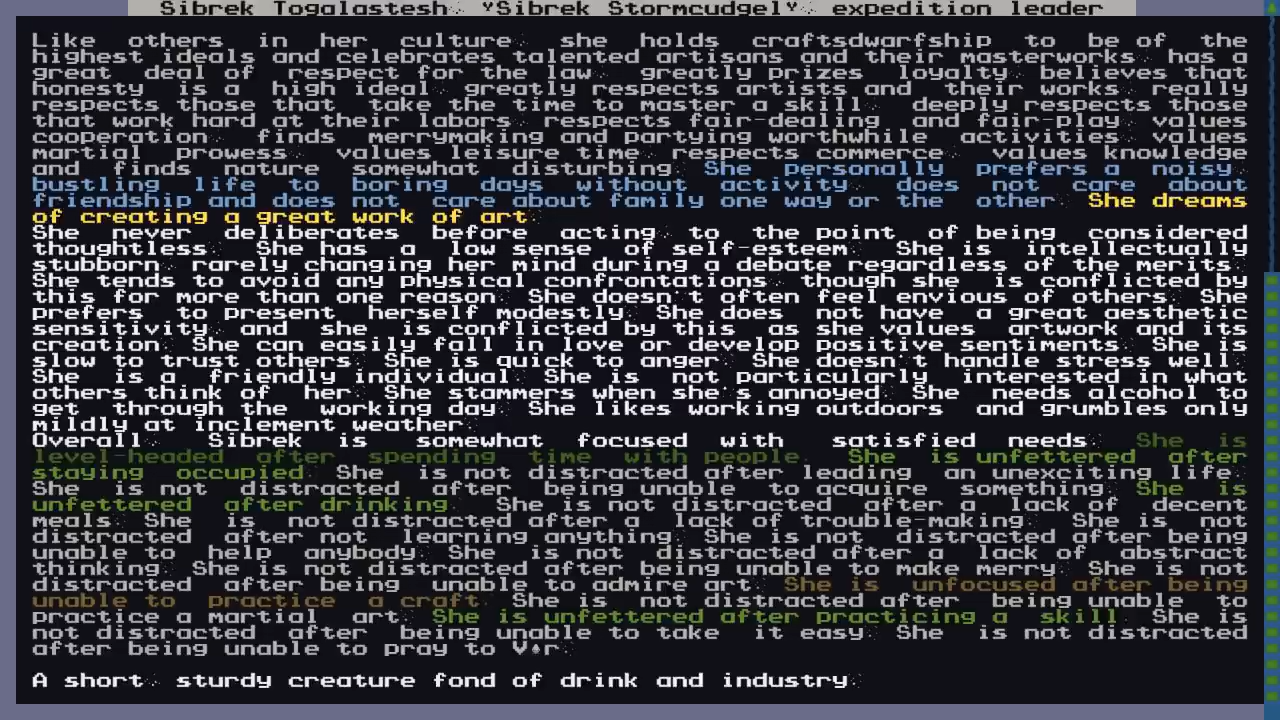 Sibrek Togalastesh, "Sibrek Stormcudgel", expedition leader
Like others in her culture, she holds craftsdwarfship to be of the
highest ideals and celebrates talented artisans and their masterworks, has a
great deal of respect for the law, greatly prizes loyalty, believes that
honesty is a high ideal, greatly respects artists and their works, really
respects those that take the time to master a skill, deeply respects those
that work hard at their labors, respects fair-dealing and fair-play, values
cooperation, finds merrymaking and partying worthwhile activities, values
martial prowess, values leisure time, respects commerce, values knowledge
and finds nature somewhat disturbing. She personally prefers a noisy,
bustling life to boring days without activity, does not care about
friendship and does not care about family one way or the other. She dreams
of creating a great work of art.
She never deliberates before acting, to the point of being considered
thoughtless. She has a low sense of self-esteem. She is intellectually
stubborn, rarely changing her mind during a debate regardless of the merits.
She tends to avoid any physical confrontations, though she is conflicted by
this for more than one reason. She doesn't often feel envious of others. She
prefers to present herself modestly. She does not have a great aesthetic
sensitivity, and she is conflicted by this, as she values artwork and its
creation. She can easily fall in love or develop positive sentiments. She is
slow to trust others. She is quick to anger. She doesn't handle stress well.
She is a friendly individual. She is not particularly interested in what
others think of her. She stammers when she's annoyed. She needs alcohol to
get through the working day. She likes working outdoors and grumbles only
mildly at inclement weather.
Overall, Sibrek is somewhat focused with satisfied needs. She is
level-headed after spending time with people. She is unfettered after
staying occupied. She is not distracted after leading an unexciting life.
She is not distracted after being unable to acquire something. She is
unfettered after drinking. She is not distracted after a lack of decent
meals. She is not distracted after a lack of trouble-making. She is not
distracted after not learning anything. She is not distracted after being
unable to help anybody. She is not distracted after a lack of abstract
thinking. She is not distracted after being unable to make merry. She is not
distracted after being unable to admire art. She is unfocused after being
unable to practice a craft. She is not distracted after being unable to
practice a martial art. She is unfettered after practicing a skill. She is
not distracted after being unable to take it easy. She is not distracted
after being unable to pray to
A short, sturdy creature fond of drink and industry.